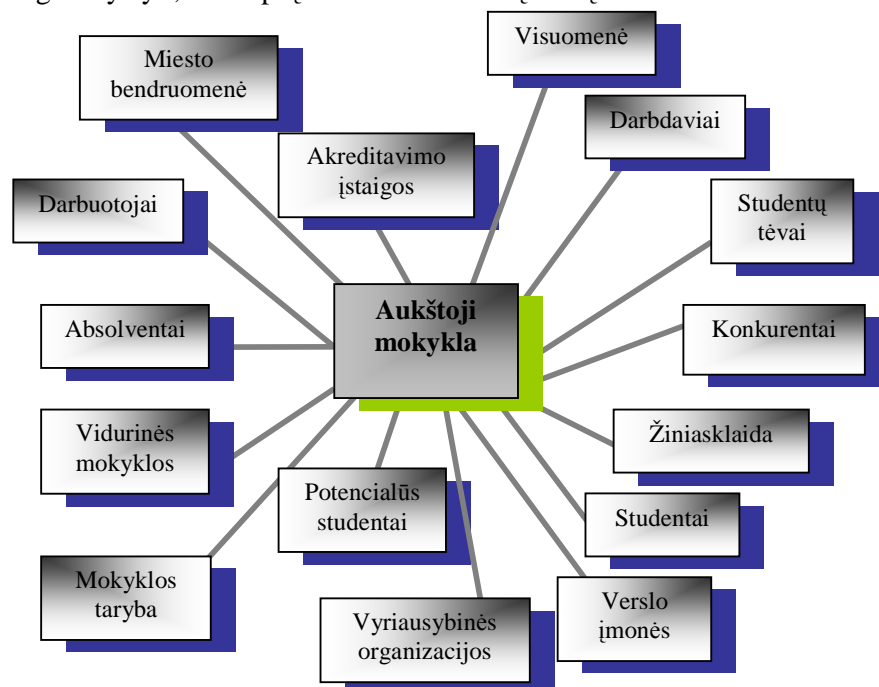 Visuomenė
Miesto
bendruomenė
Darbdaviai
Akreditavimo
įstaigos
Darbuotojai
Studentų
tėvai
Aukštoji
mokykla
Absolventai
Konkurentai
Vidurinės
mokyklos
Žiniasklaida
Potencialūs
studentai
Studentai
Mokyklos
taryba
Verslo
įmonės
Vyriausybinės
organizacijos